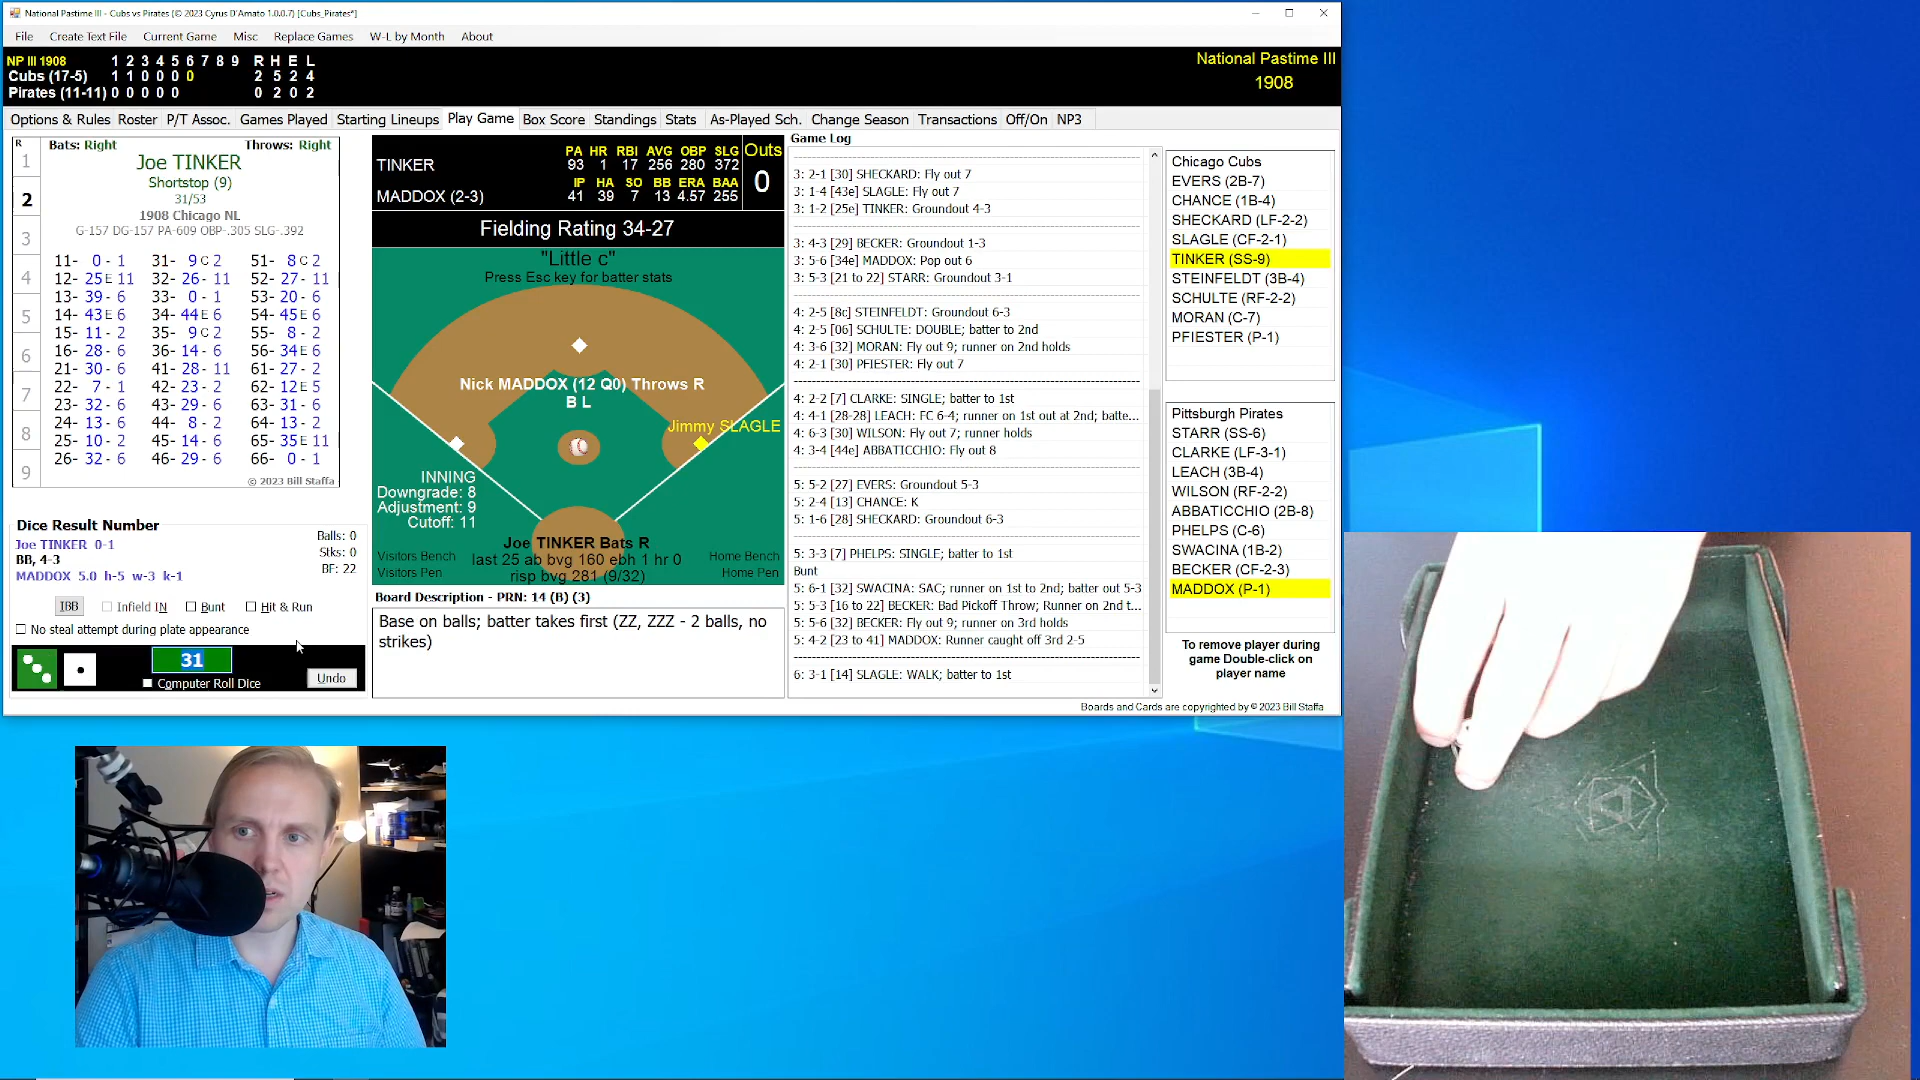 National Pastime III - Cubs vs Pirates (© 2023 Cyrus D'Amato 1.0.0.7) [Cubs_Pirates*]
File Create Text File Current Game Misc Replace Games W-L by Month About
NP III 1908 1 2 3 4 5 6 7 8 9 R H E L
Cubs (17-5) 1 1 0 0 0 0 2 5 2 4
Pirates (11-11) 0 0 0 0 0 0 2 0 2
National Pastime III
1908
Options & Rules Roster P/T Assoc. Games Played Starting Lineups Play Game Box Score Standings Stats As-Played Sch. Change Season Transactions Off/On NP3
R
1
2
3
4
5
6
7
8
9
Bats: Right Throws: Right
Joe TINKER
Shortstop (9)
31/53
1908 Chicago NL
G-157 DG-157 PA-609 OBP-.305 SLG-.392
11- 0 - 1 31- 9 C 2 51- 8 C 2
12- 25 E 11 32- 26 - 11 52- 27 - 11
13- 39 - 6 33- 0 - 1 53- 20 - 6
14- 43 E 6 34- 44 E 6 54- 45 E 6
15- 11 - 2 35- 9 C 2 55- 8 - 2
16- 28 - 6 36- 14 - 6 56- 34 E 6
21- 30 - 6 41- 28 - 11 61- 27 - 2
22- 7 - 1 42- 23 - 2 62- 12 E 5
23- 32 - 6 43- 29 - 6 63- 31 - 6
24- 13 - 6 44- 8 - 2 64- 13 - 2
25- 10 - 2 45- 14 - 6 65- 35 E 11
26- 32 - 6 46- 29 - 6 66- 0 - 1
© 2023 Bill Staffa
Dice Result Number
Joe TINKER 0-1
BB, 4-3
MADDOX 5.0 h-5 w-3 k-1
Balls: 0
Stks: 0
BF: 22
IBB Infield IN Bunt Hit & Run
No steal attempt during plate appearance
31
Computer Roll Dice
Undo
PA HR RBI AVG OBP SLG Outs
TINKER 93 1 17 256 280 372 0
IP HA SO BB ERA BAA
MADDOX (2-3) 41 39 7 13 4.57 255
Fielding Rating 34-27
"Little c"
Press Esc key for batter stats
Nick MADDOX (12 Q0) Throws R
B L
Jimmy SLAGLE
INNING
Downgrade: 8
Adjustment: 9
Cutoff: 11
Joe TINKER Bats R
last 25 ab bvg 160 ebh 1 hr 0
risp bvg 281 (9/32)
Visitors Bench
Visitors Pen
Home Bench
Home Pen
Board Description - PRN: 14 (B) (3)
Base on balls; batter takes first (ZZ, ZZZ - 2 balls, no
strikes)
Game Log
3: 2-1 [30] SHECKARD: Fly out 7
3: 1-4 [43e] SLAGLE: Fly out 7
3: 1-2 [25e] TINKER: Groundout 4-3
3: 4-3 [29] BECKER: Groundout 1-3
3: 5-6 [34e] MADDOX: Pop out 6
3: 5-3 [21 to 22] STARR: Groundout 3-1
4: 2-5 [8c] STEINFELDT: Groundout 6-3
4: 2-5 [06] SCHULTE: DOUBLE; batter to 2nd
4: 3-6 [32] MORAN: Fly out 9; runner on 2nd holds
4: 2-1 [30] PFIESTER: Fly out 7
4: 2-2 [7] CLARKE: SINGLE; batter to 1st
4: 4-1 [28-28] LEACH: FC 6-4; runner on 1st out at 2nd; batte...
4: 6-3 [30] WILSON: Fly out 7; runner holds
4: 3-4 [44e] ABBATICCHIO: Fly out 8
5: 5-2 [27] EVERS: Groundout 5-3
5: 2-4 [13] CHANCE: K
5: 1-6 [28] SHECKARD: Groundout 6-3
5: 3-3 [7] PHELPS: SINGLE; batter to 1st
Bunt
5: 6-1 [32] SWACINA: SAC; runner on 1st to 2nd; batter out 5-3
5: 5-3 [16 to 22] BECKER: Bad Pickoff Throw; Runner on 2nd t...
5: 5-6 [32] BECKER: Fly out 9; runner on 3rd holds
5: 4-2 [23 to 41] MADDOX: Runner caught off 3rd 2-5
6: 3-1 [14] SLAGLE: WALK; batter to 1st
Chicago Cubs
EVERS (2B-7)
CHANCE (1B-4)
SHECKARD (LF-2-2)
SLAGLE (CF-2-1)
TINKER (SS-9)
STEINFELDT (3B-4)
SCHULTE (RF-2-2)
MORAN (C-7)
PFIESTER (P-1)
Pittsburgh Pirates
STARR (SS-6)
CLARKE (LF-3-1)
LEACH (3B-4)
WILSON (RF-2-2)
ABBATICCHIO (2B-8)
PHELPS (C-6)
SWACINA (1B-2)
BECKER (CF-2-3)
MADDOX (P-1)
To remove player during
game Double-click on
player name
Boards and Cards are copyrighted by © 2023 Bill Staffa